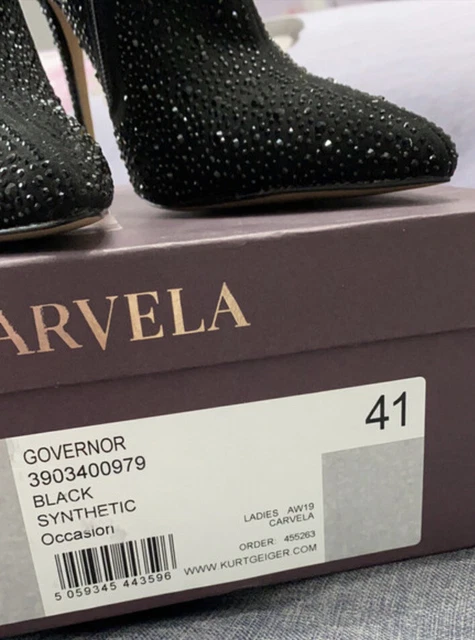 ARVELA
41
GOVERNOR
3903400979
BLACK
SYNTHETIC
Occasion
LADIES AW19
CARVELA
ORDER: 455263
WWW.KURTGEIGER.COM
5 059345 443596